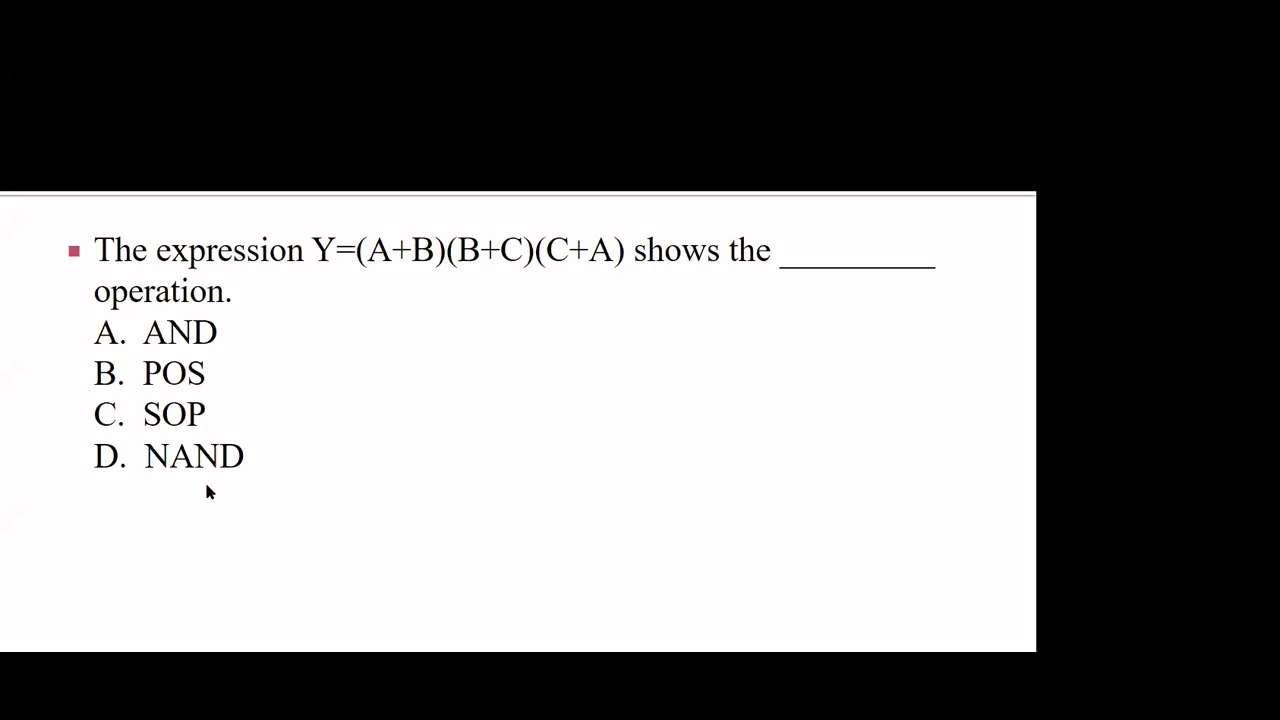 The expression Y=(A+B)(B+C)(C+A) shows the __________
operation.
A. AND
B. POS
C. SOP
D. NAND